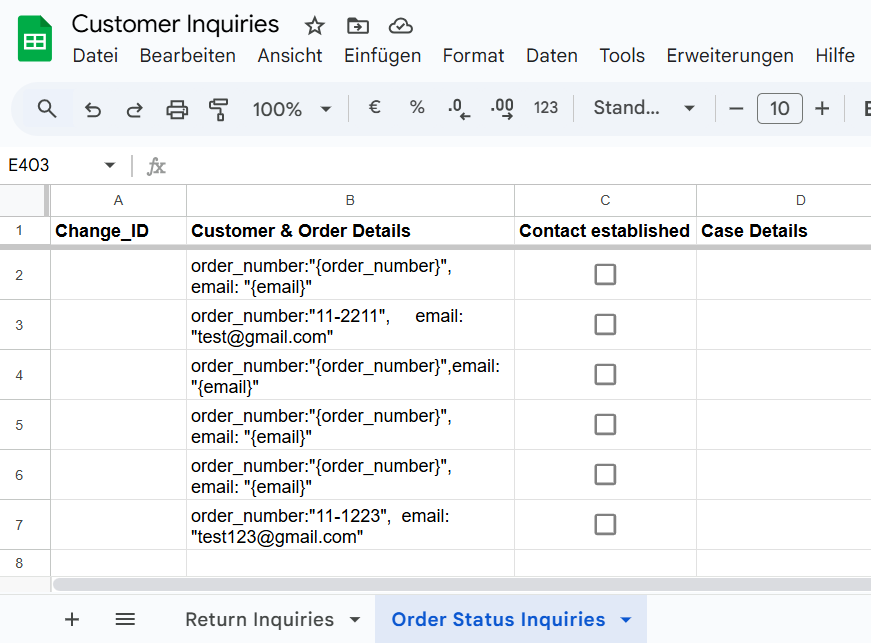 Customer Inquiries
Datei Bearbeiten Ansicht Einfügen Format Daten Tools Erweiterungen Hilfe
100% € % .0 .00 123 Stand... 10
E403 fx
A B C D
1 Change_ID Customer & Order Details Contact established Case Details
2 order_number:"{order_number}",
email: "{email}"
3 order_number:"11-2211", email:
"test@gmail.com"
4 order_number:"{order_number}",email:
"{email}"
5 order_number:"{order_number}",
email: "{email}"
6 order_number:"{order_number}",
email: "{email}"
7 order_number:"11-1223", email:
"test123@gmail.com"
8
Return Inquiries Order Status Inquiries